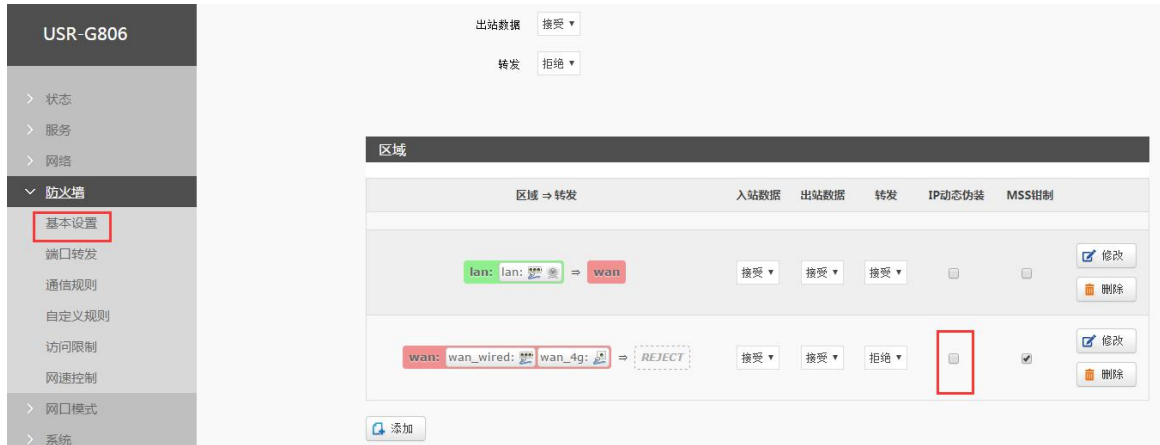 USR-G806
状态
服务
网络
防火墙
基本设置
端口转发
通信规则
自定义规则
访问限制
网速控制
网口模式
系统
出站数据 接受
转发 拒绝
区域
区域 ⇒ 转发 入站数据 出站数据 转发 IP动态伪装 MSS钳制
lan: lan: ⇒ wan 接受 接受 接受 修改
删除
wan: wan_wired: wan_4g: ⇒ REJECT 接受 接受 拒绝 修改
删除
添加